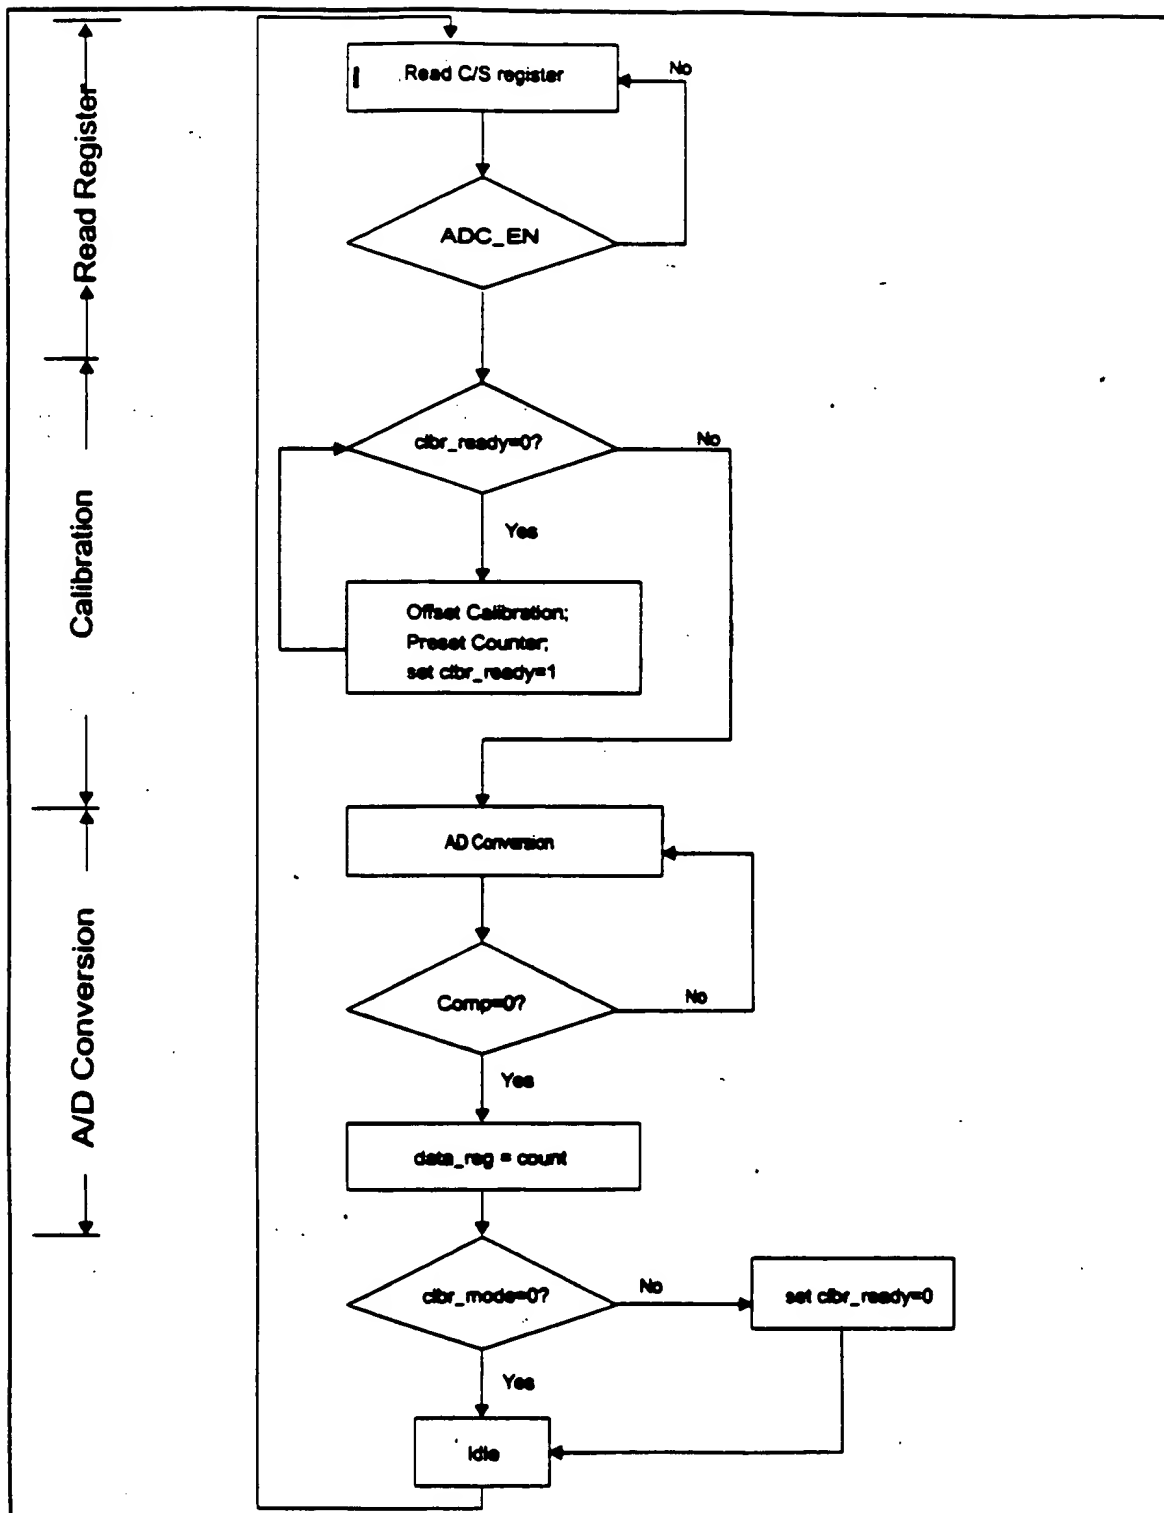 Read Register
Read C/S register
No
ADC_EN
Calibration
clbr_ready=0?
No
Yes
Offset Calibration;
Preset Counter;
set clbr_ready=1
A/D Conversion
AD Conversion
Comp=0?
No
Yes
data_reg = count
clbr_mode=0?
No
set clbr_ready=0
Yes
Idle